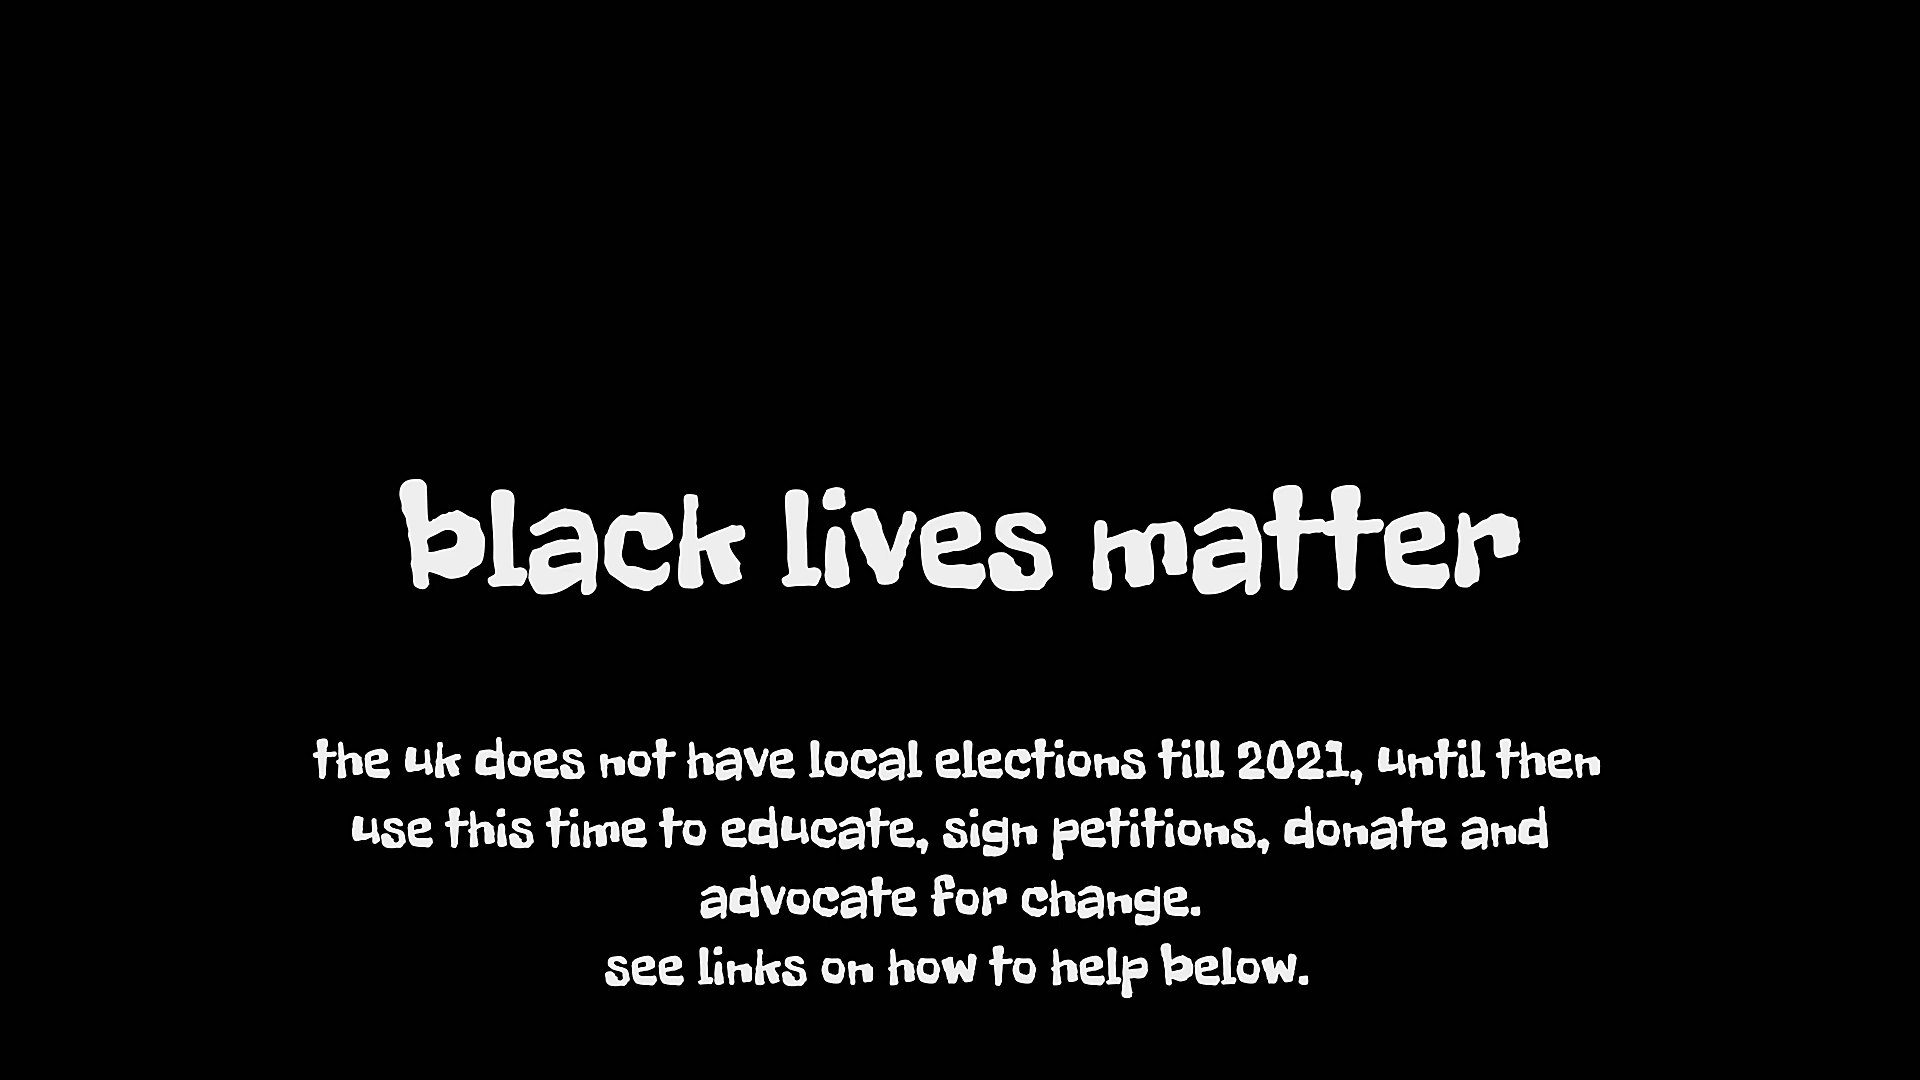 black lives matter
the uk does not have local elections till 2021, until then
use this time to educate, sign petitions, donate and
advocate for change.
see links on how to help below.